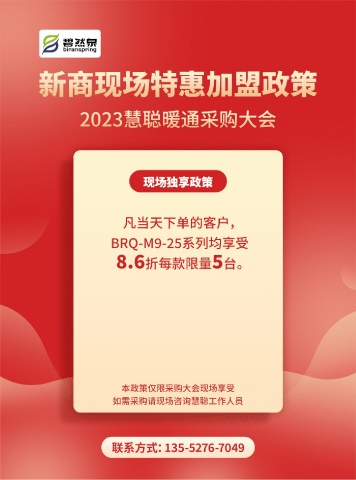 碧然泉
biranspring
新商现场特惠加盟政策
2023慧聪暖通采购大会
现场独享政策
凡当天下单的客户，
BRQ-M9-25系列均享受
8.6折每款限量5台。
本政策仅限采购大会现场享受
如需采购请现场咨询慧聪工作人员
联系方式：135-5276-7049